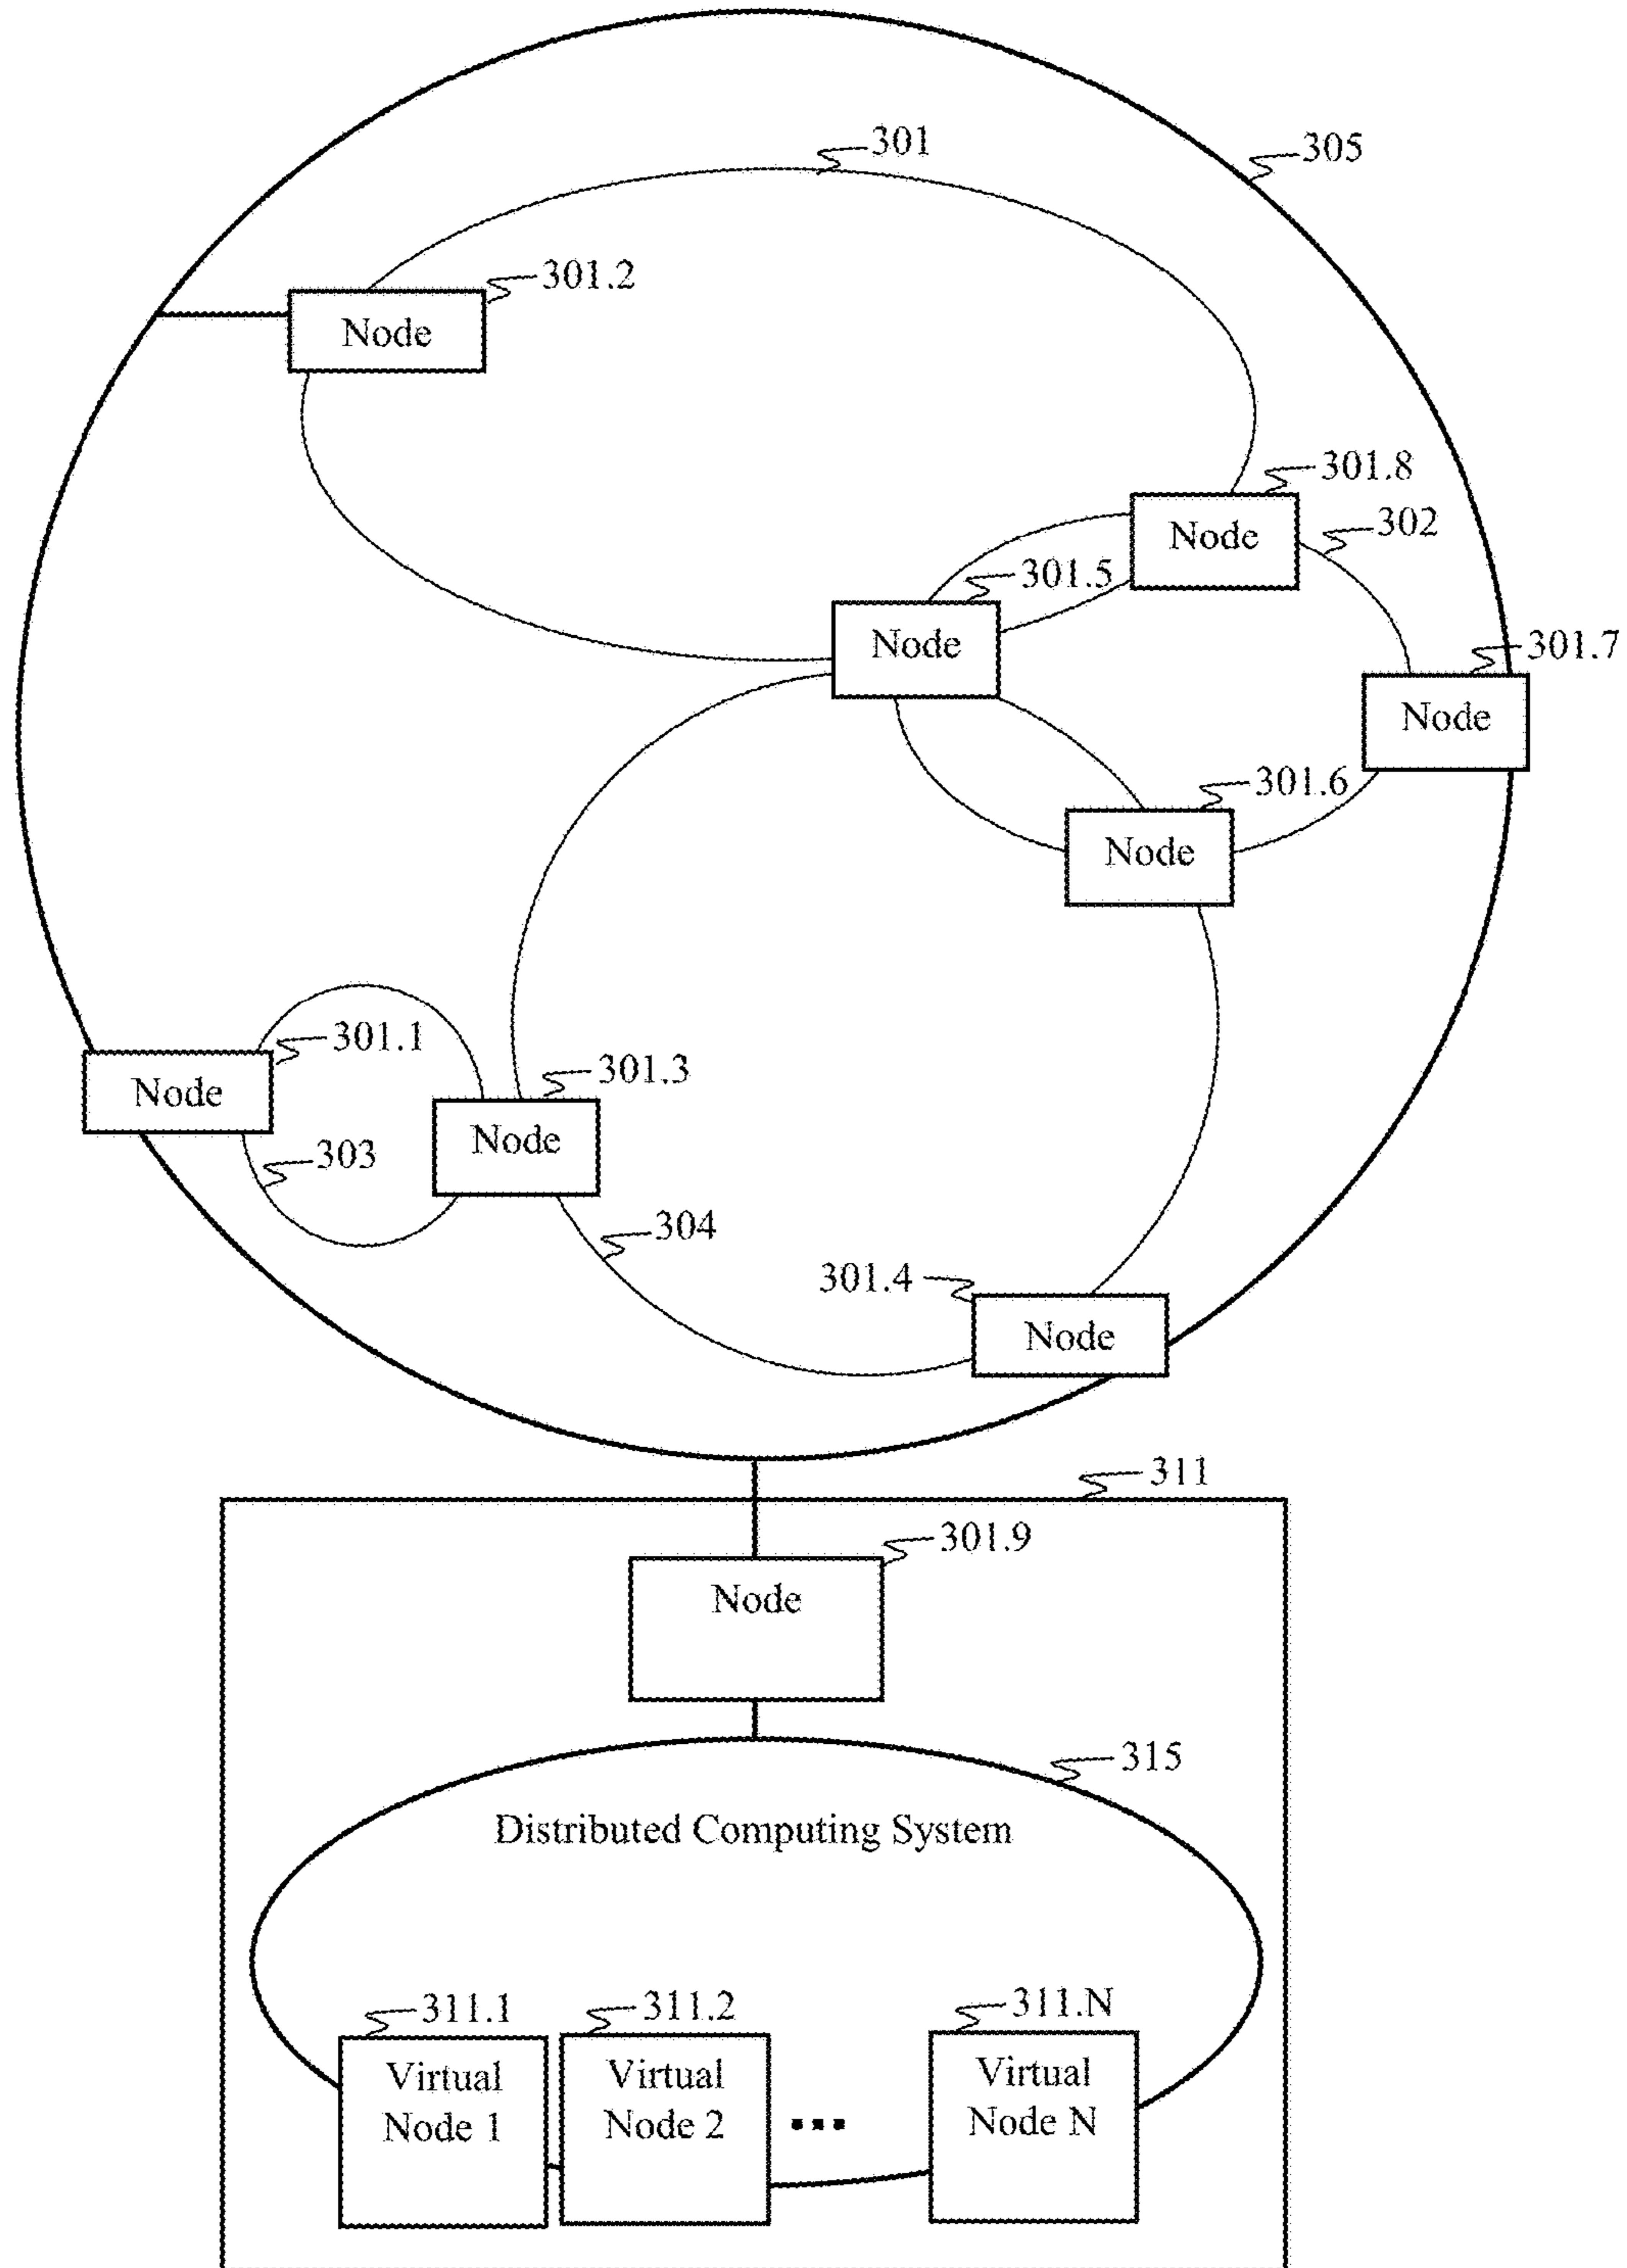 301
305
301.2
Node
301.8
Node
302
301.5
Node
301.7
Node
301.6
Node
301.1
Node
301.3
Node
303
304
301.4
Node
311
301.9
Node
315
Distributed Computing System
311.1
Virtual
Node 1
311.2
Virtual
Node 2
...
311.N
Virtual
Node N